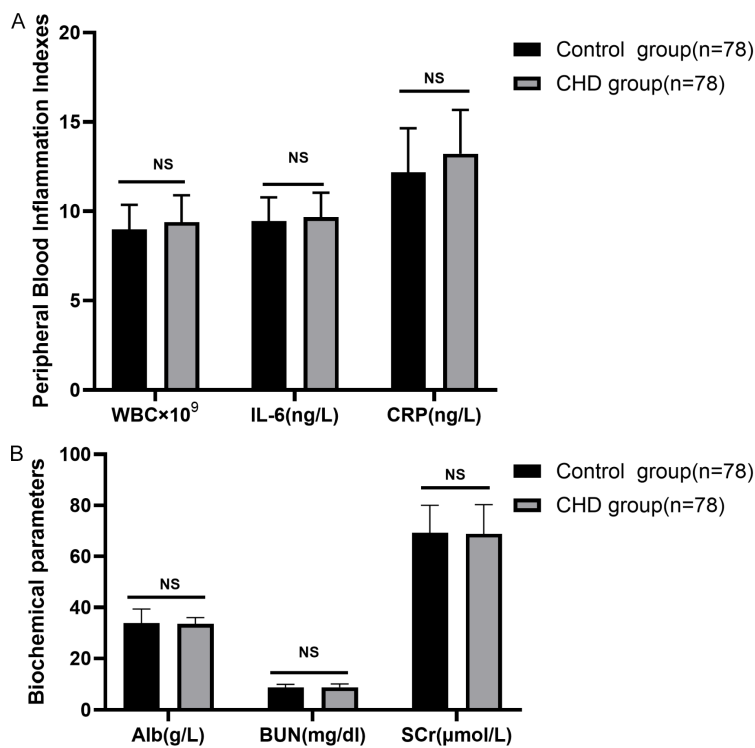 A
Peripheral Blood Inflammation Indexes
20
15
10
5
0
NS
NS
NS
WBC×10⁹
IL-6(ng/L)
CRP(ng/L)
Control group(n=78)
CHD group(n=78)
B
Biochemical parameters
100
80
60
40
20
0
NS
NS
NS
Alb(g/L)
BUN(mg/dl)
SCr(μmol/L)
Control group(n=78)
CHD group(n=78)